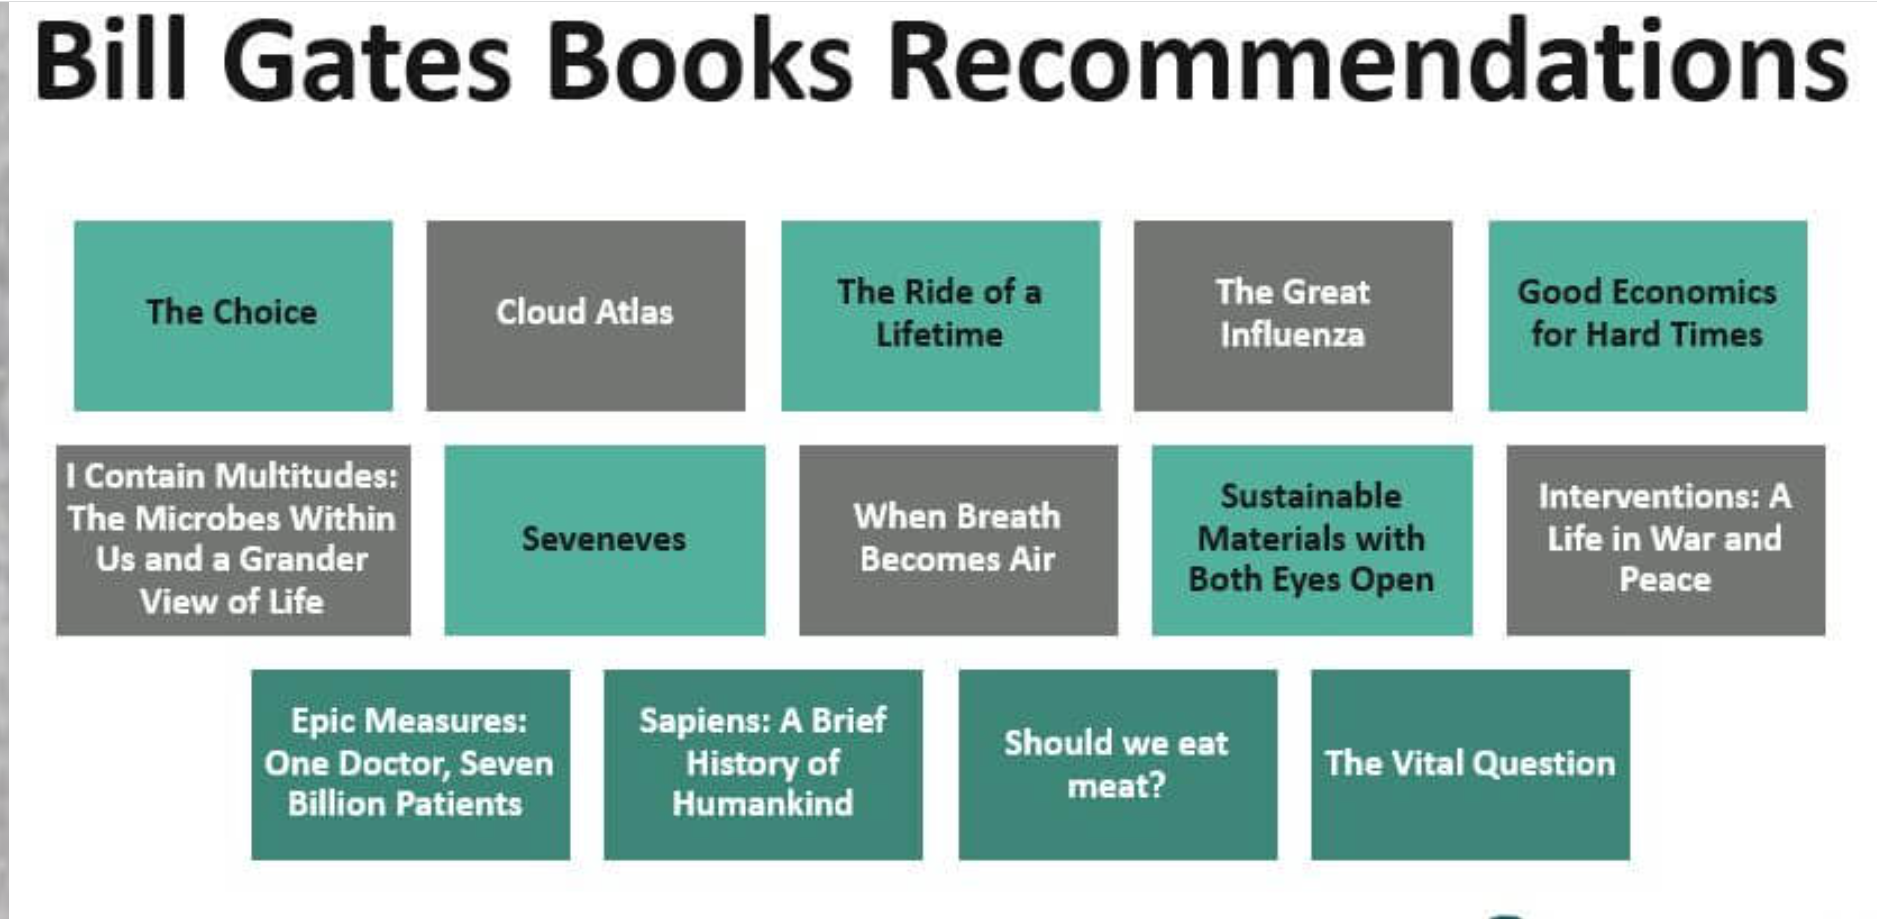 Bill Gates Books Recommendations
The Choice
Cloud Atlas
The Ride of a
Lifetime
The Great
Influenza
Good Economics
for Hard Times
I Contain Multitudes:
The Microbes Within
Us and a Grander
View of Life
Seveneves
When Breath
Becomes Air
Sustainable
Materials with
Both Eyes Open
Interventions: A
Life in War and
Peace
Epic Measures:
One Doctor, Seven
Billion Patients
Sapiens: A Brief
History of
Humankind
Should we eat
meat?
The Vital Question